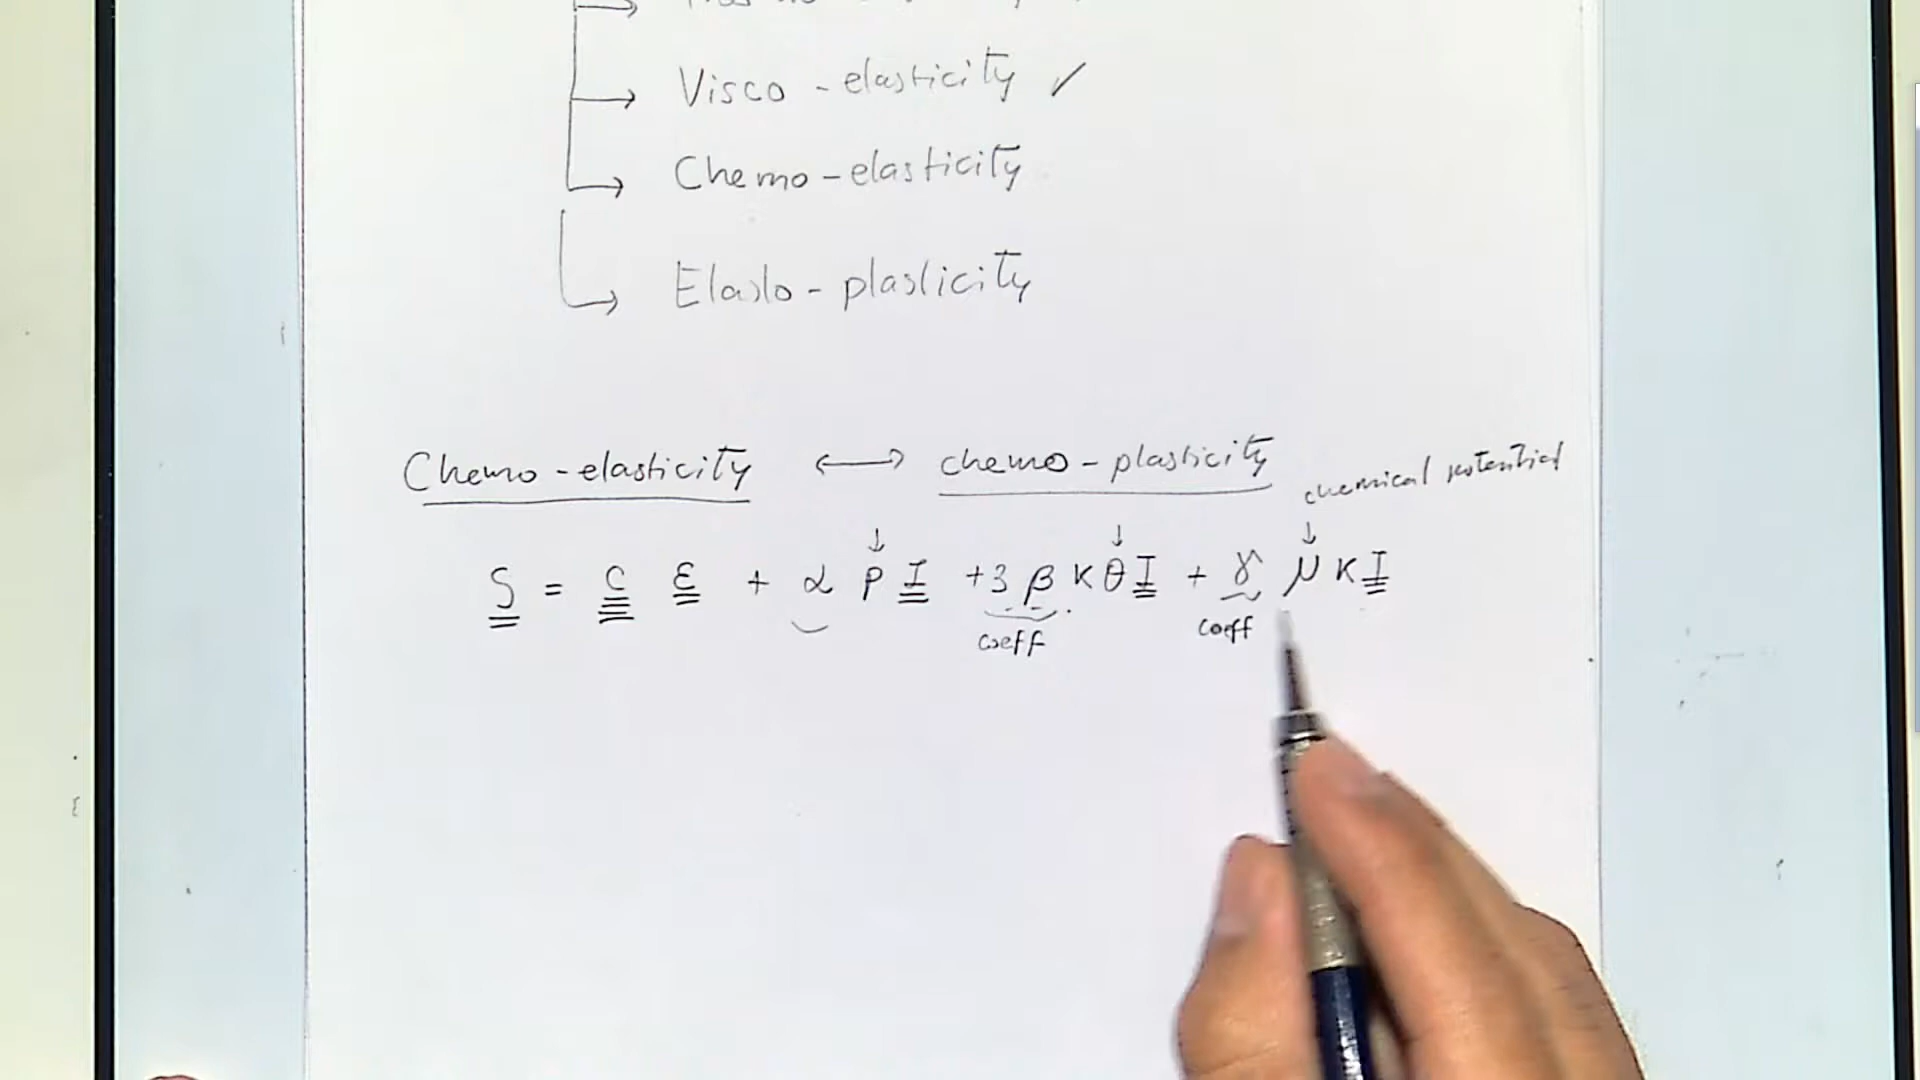 Visco - elasticity ✓
Chemo - elasticity
Elasto - plasticity
Chemo - elasticity ↔ chemo - plasticity
chemical potential
S = C ε + α P I + 3 β K θ I + γ μ K I
coeff coeff